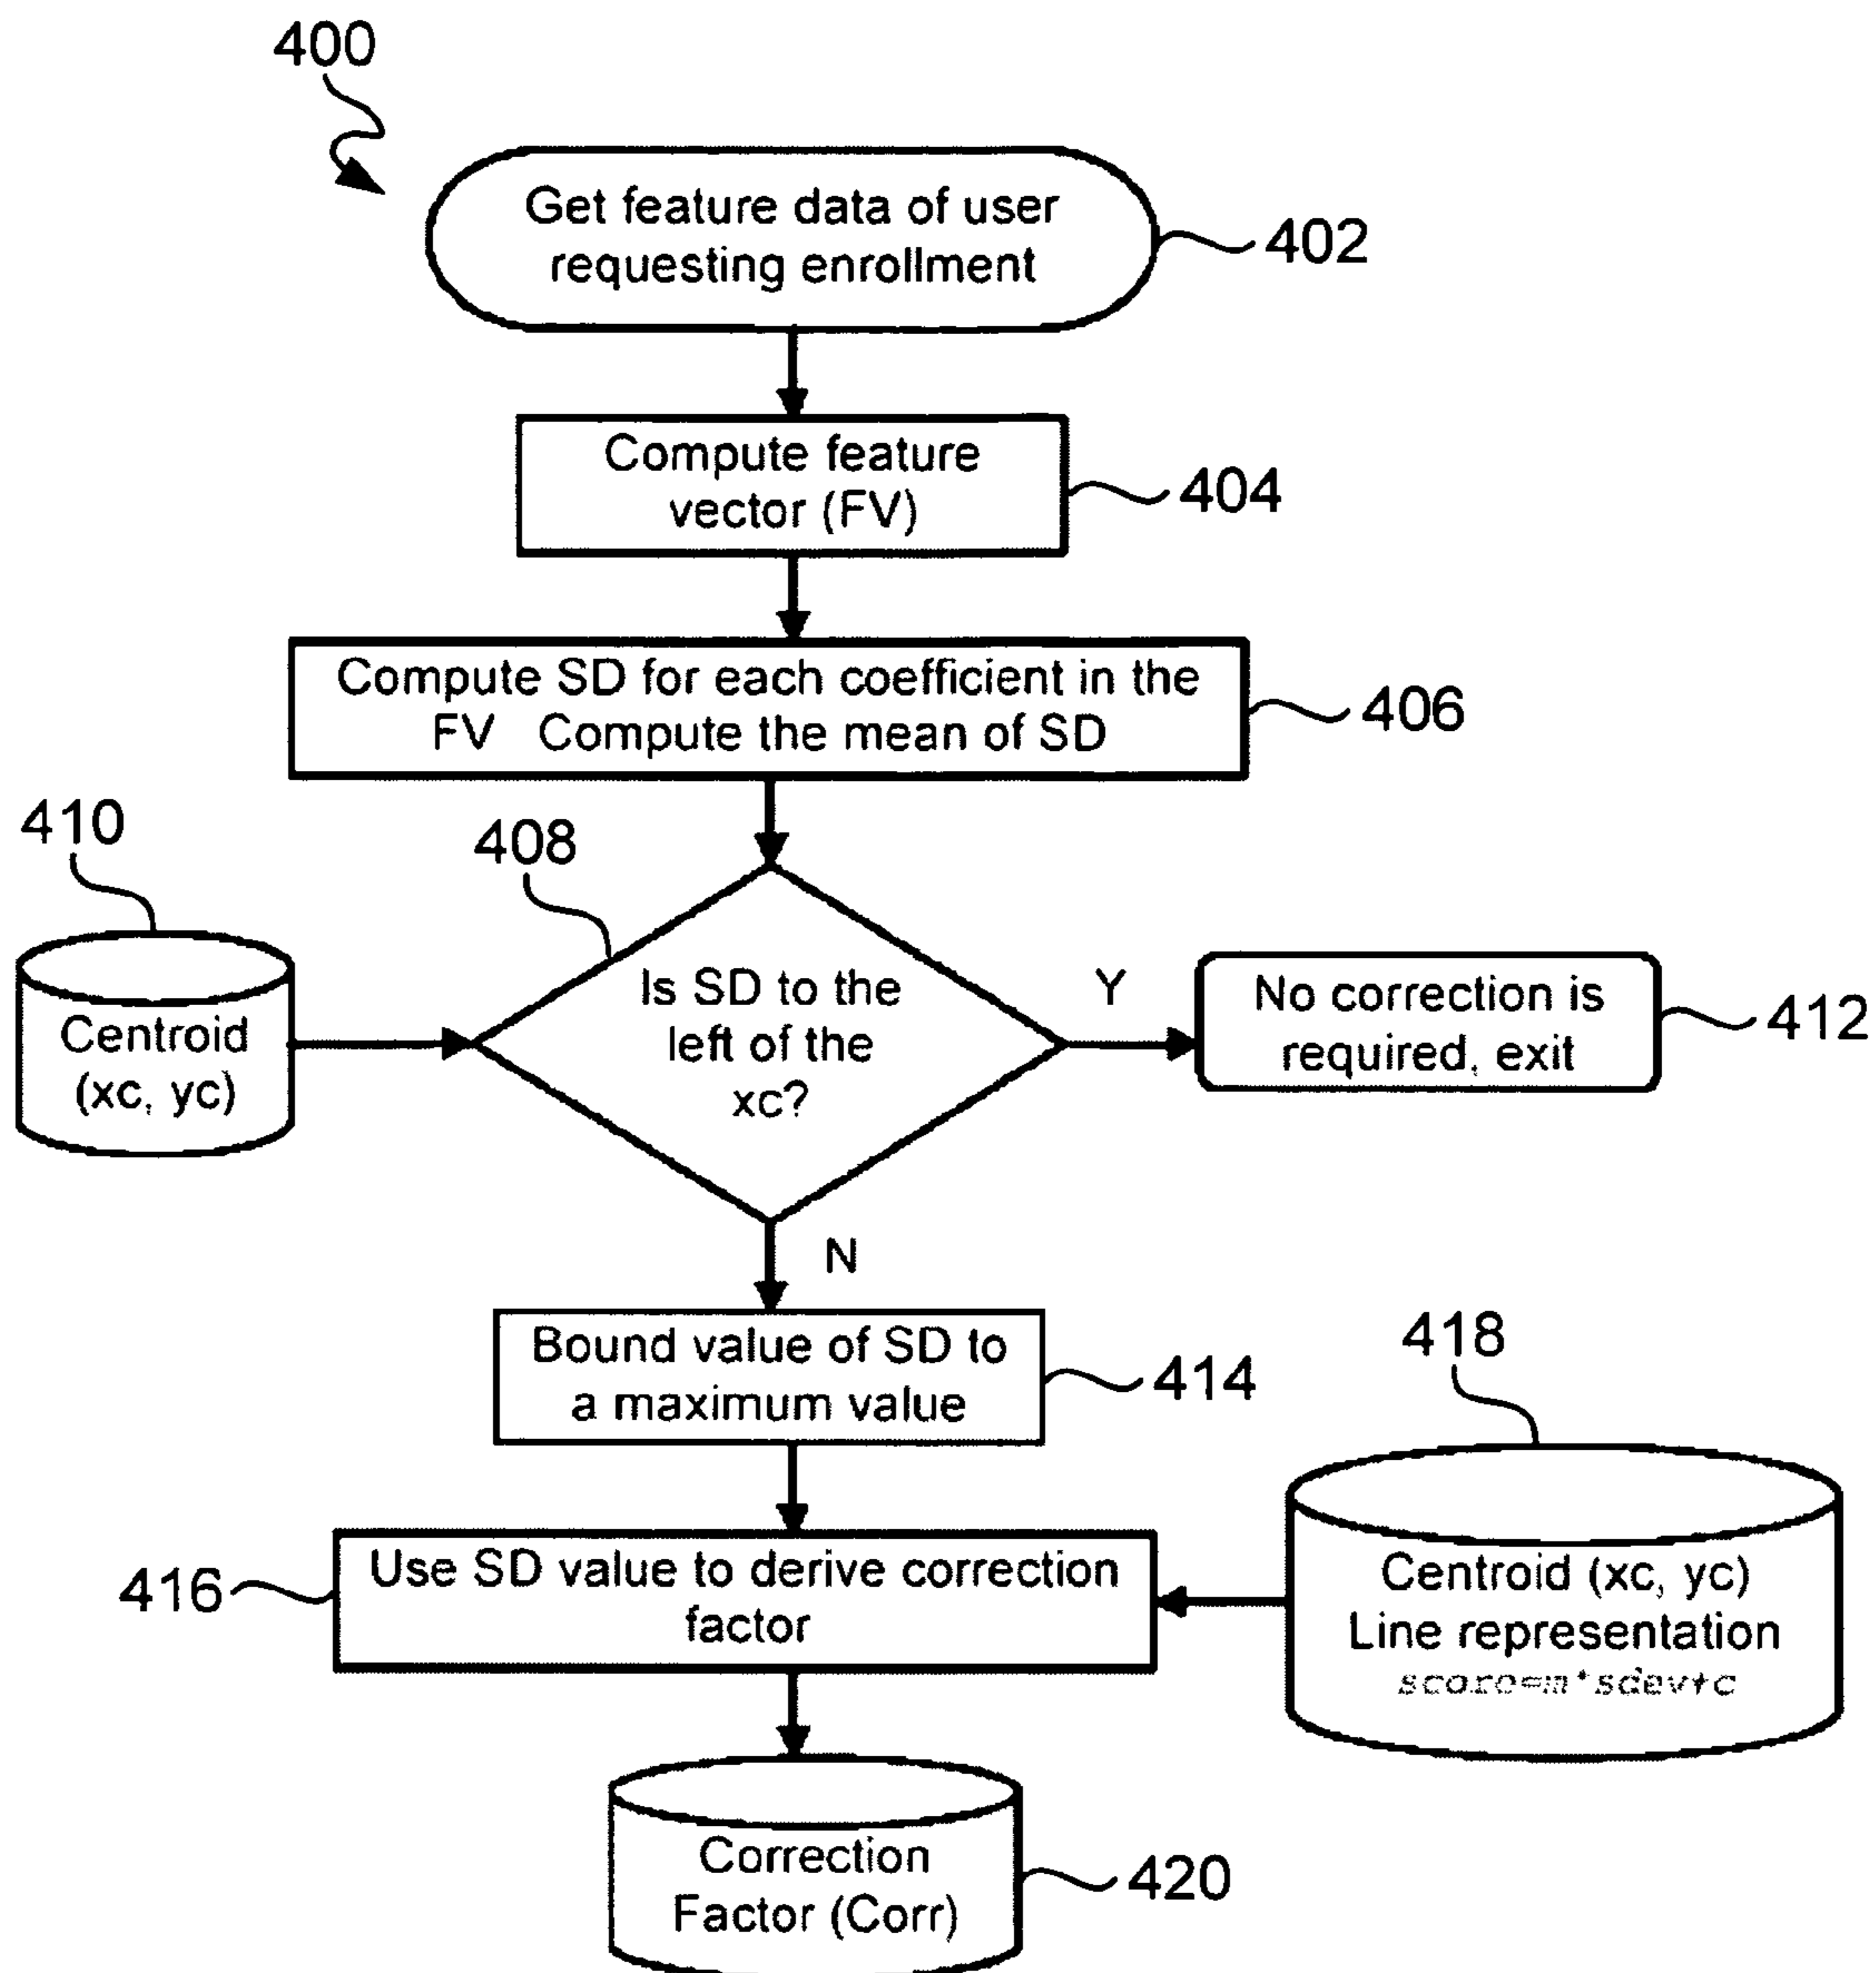 400
Get feature data of user
requesting enrollment
402
Compute feature
vector (FV)
404
Compute SD for each coefficient in the
FV Compute the mean of SD
406
410
408
Centroid
(xc, yc)
Is SD to the
left of the
xc?
Y
No correction is
required, exit
412
N
Bound value of SD to
a maximum value
414
418
416
Use SD value to derive correction
factor
Centroid (xc, yc)
Line representation
score=m*sdev+c
Correction
Factor (Corr)
420